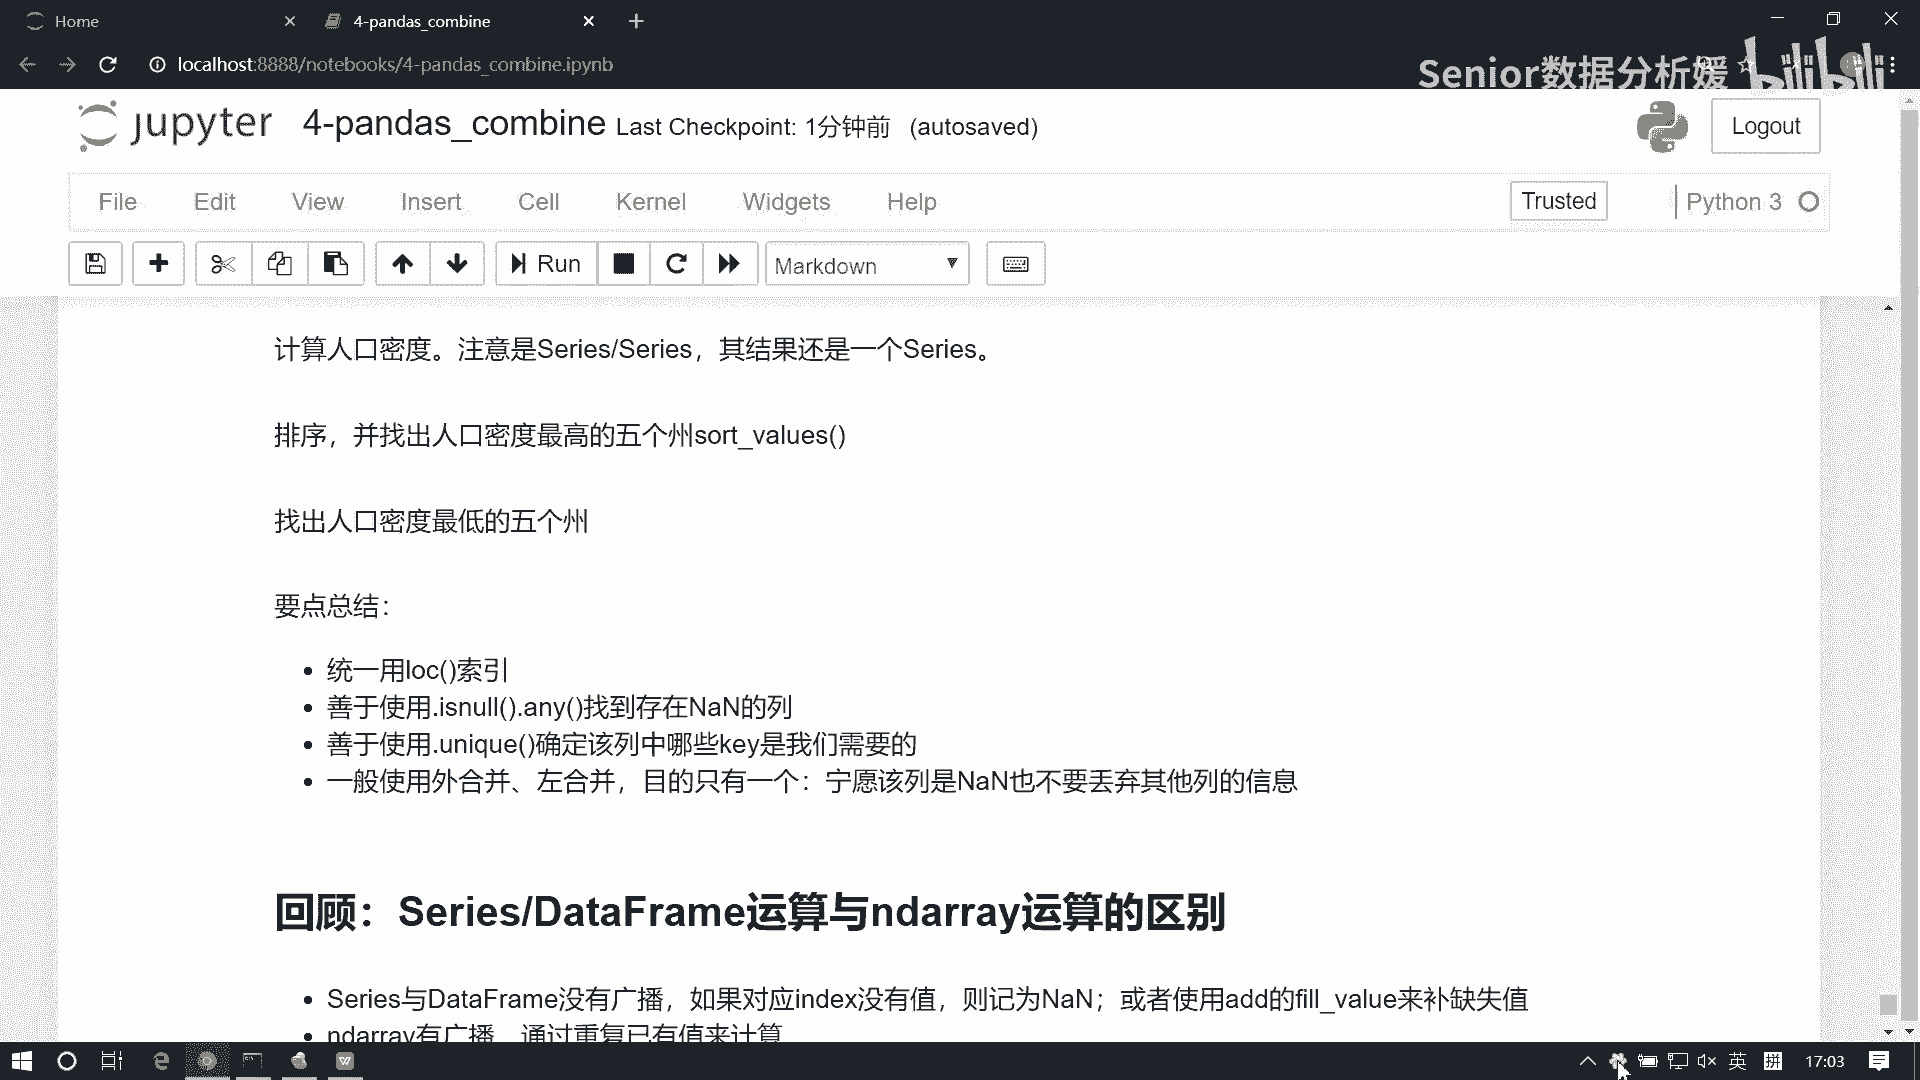 Home
4-pandas_combine
localhost:8888/notebooks/4-pandas_combine.ipynb
Senior数据分析媛
bilibili
jupyter 4-pandas_combine Last Checkpoint: 1分钟前 (autosaved)
Logout
File Edit View Insert Cell Kernel Widgets Help
Trusted
Python 3
Run
Markdown
计算人口密度。注意是Series/Series，其结果还是一个Series。
排序，并找出人口密度最高的五个州sort_values()
找出人口密度最低的五个州
要点总结：
统一用loc()索引
善于使用.isnull().any()找到存在NaN的列
善于使用.unique()确定该列中哪些key是我们需要的
一般使用外合并、左合并，目的只有一个：宁愿该列是NaN也不要丢弃其他列的信息
回顾：Series/DataFrame运算与ndarray运算的区别
Series与DataFrame没有广播，如果对应index没有值，则记为NaN；或者使用add的fill_value来补缺失值
ndarray有广播，通过重复已有值来计算
英 拼 17:03